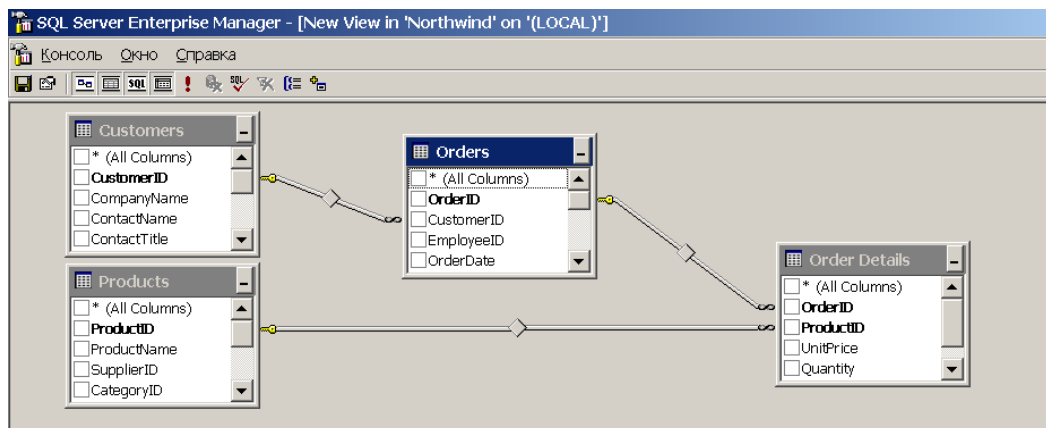 SQL Server Enterprise Manager - [New View in 'Northwind' on '(LOCAL)']
Консоль Окно Справка
SQL SQL
Customers
* (All Columns)
CustomerID
CompanyName
ContactName
ContactTitle
Orders
* (All Columns)
OrderID
CustomerID
EmployeeID
OrderDate
Products
* (All Columns)
ProductID
ProductName
SupplierID
CategoryID
Order Details
* (All Columns)
OrderID
ProductID
UnitPrice
Quantity